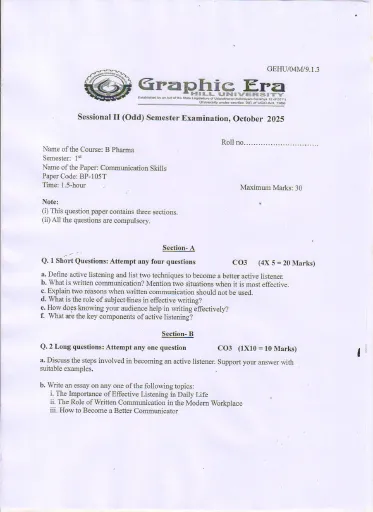 GEHU/04M/9.1.3
Graphic Era
HILL UNIVERSITY
Sessional II (Odd) Semester Examination, October 2025
Roll no..............................
Name of the Course: B Pharma
Semester: 1st
Name of the Paper: Communication Skills
Paper Code: BP-105T
Time: 1.5-hour
Maximum Marks: 30
Note:
(i) This question paper contains three sections.
(ii) All the questions are compulsory.
Section- A
Q. 1 Short Questions: Attempt any four questions CO3 (4X 5 = 20 Marks)
a. Define active listening and list two techniques to become a better active listener.
b. What is written communication? Mention two situations when it is most effective.
c. Explain two reasons when written communication should not be used.
d. What is the role of subject lines in effective writing?
e. How does knowing your audience help in writing effectively?
f. What are the key components of active listening?
Section- B
Q. 2 Long questions: Attempt any one question CO3 (1X10 = 10 Marks)
a. Discuss the steps involved in becoming an active listener. Support your answer with
suitable examples.
b. Write an essay on any one of the following topics:
i. The Importance of Effective Listening in Daily Life
ii. The Role of Written Communication in the Modern Workplace
iii. How to Become a Better Communicator